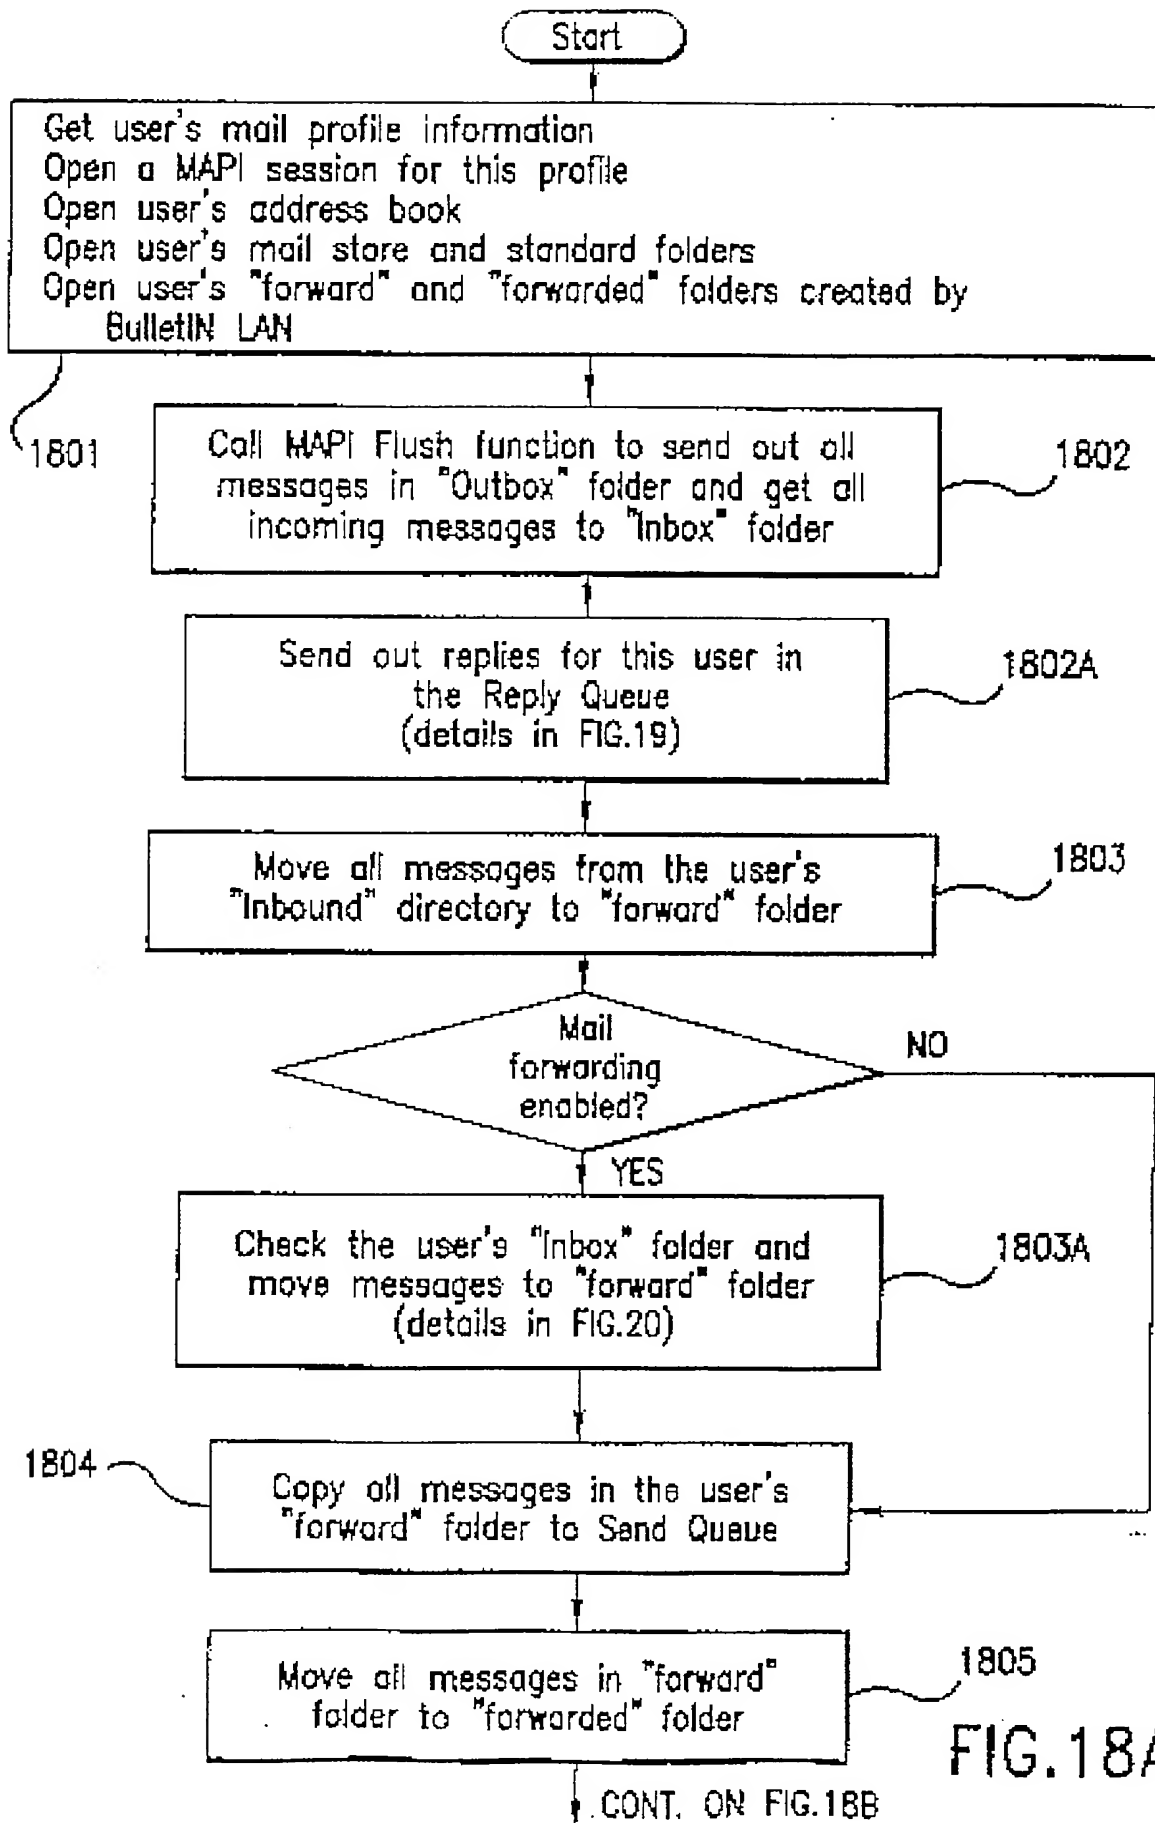 Start
Get user's mail profile information
Open a MAPI session for this profile
Open user's address book
Open user's mail store and standard folders
Open user's "forward" and "forwarded" folders created by
BulletIN LAN
1801
Call MAPI Flush function to send out all
messages in "Outbox" folder and get all
incoming messages to "Inbox" folder
1802
Send out replies for this user in
the Reply Queue
(details in FIG.19)
1802A
Move all messages from the user's
"Inbound" directory to "forward" folder
1803
Mail
forwarding
enabled?
NO
YES
Check the user's "Inbox" folder and
move messages to "forward" folder
(details in FIG.20)
1803A
1804
Copy all messages in the user's
"forward" folder to Send Queue
Move all messages in "forward"
folder to "forwarded" folder
1805
FIG.18A
CONT. ON FIG.18B